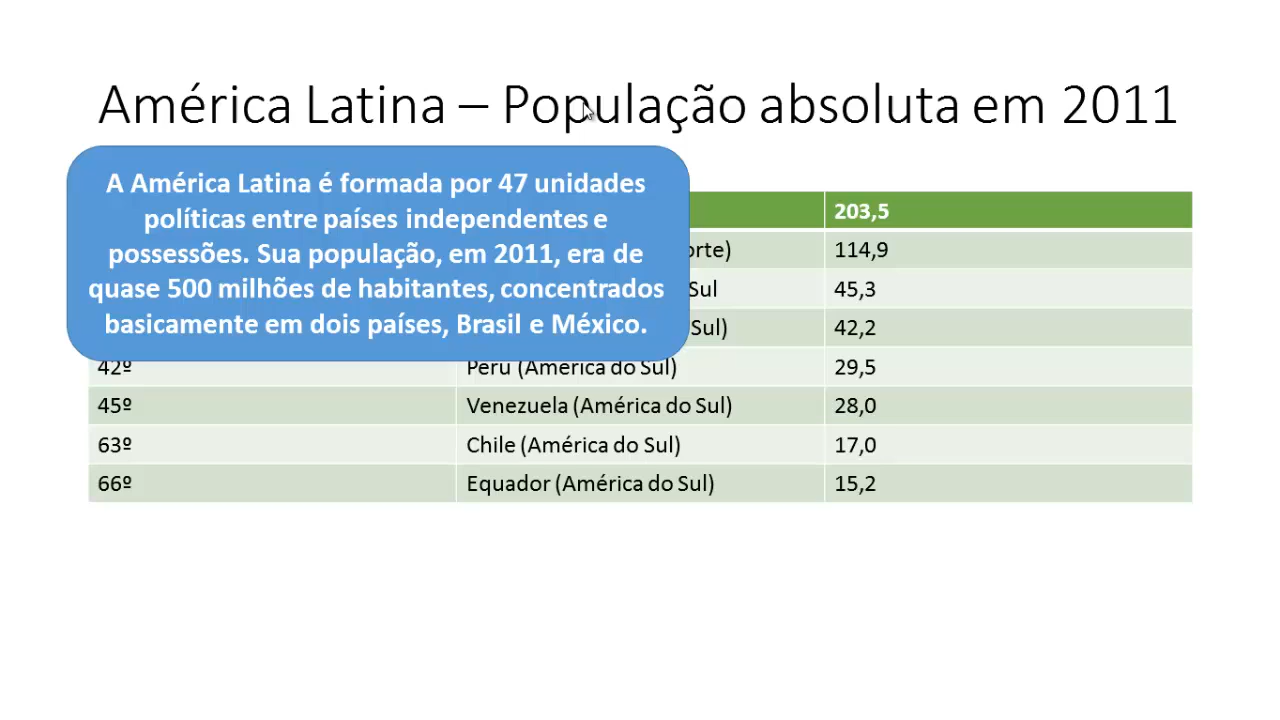 América Latina – População absoluta em 2011
A América Latina é formada por 47 unidades
políticas entre países independentes e
possessões. Sua população, em 2011, era de
quase 500 milhões de habitantes, concentrados
basicamente em dois países, Brasil e México.
203,5
114,9
Sul 45,3
Sul) 42,2
42º Peru (América do Sul) 29,5
45º Venezuela (América do Sul) 28,0
63º Chile (América do Sul) 17,0
66º Equador (América do Sul) 15,2